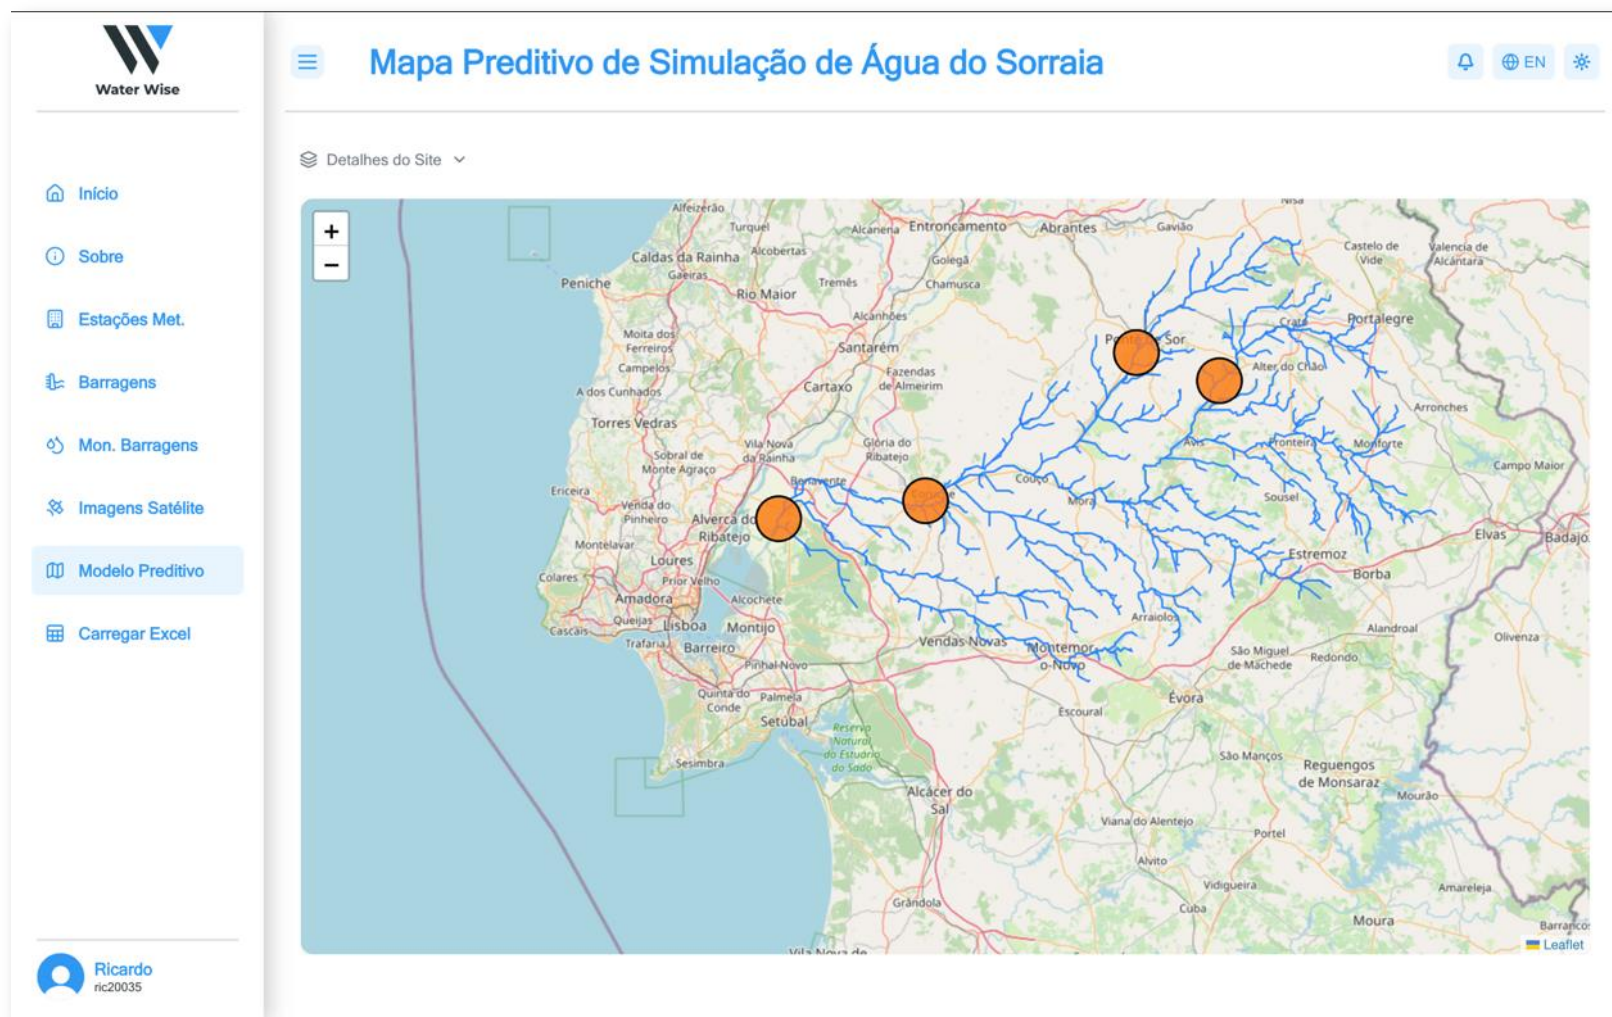 Water Wise
Mapa Preditivo de Simulação de Água do Sorraia
EN
Detalhes do Site
Início
Sobre
Estações Met.
Barragens
Mon. Barragens
Imagens Satélite
Modelo Preditivo
Carregar Excel
Ricardo
ric20035
+
−
Alfeizerão
Turquel
Alcanena
Entroncamento
Abrantes
Gavião
Nisa
Castelo de
Vide
Valencia de
Alcántara
Caldas da Rainha
Alcobertas
Golegã
Gaeiras
Peniche
Rio Maior
Tremês
Chamusca
Alcanhões
Crato
Portalegre
Moita dos
Ferreiros
Santarém
Sor
Campelos
Fazendas
de Almeirim
Alter do Chão
A dos Cunhados
Cartaxo
Arronches
Torres Vedras
Vila Nova
da Rainha
Glória do
Ribatejo
Avis
Fronteira
Monforte
Sobral de
Monte Agraço
Campo Maior
Benavente
Couço
Ericeira
Mora
Sousel
Venda do
Pinheiro
Alverca do
Ribatejo
Elvas
Badajo
Montelavar
Loures
Estremoz
Borba
Colares
Prior Velho
Amadora
Alcochete
Arraiolos
Queijas
Lisboa
Montijo
Alandroal
Cascais
Trafaria
Barreiro
Vendas Novas
Montemor-
o-Novo
São Miguel
de Machede
Redondo
Olivenza
Pinhal Novo
Quinta do
Conde
Palmela
Évora
Setúbal
Escoural
Reserva
Natural
do Estuário
do Sado
Sesimbra
São Manços
Reguengos
de Monsaraz
Mourão
Alcácer do
Sal
Viana do Alentejo
Portel
Alvito
Vidigueira
Amareleja
Grândola
Cuba
Moura
Barranco
Vila Nova de
Leaflet